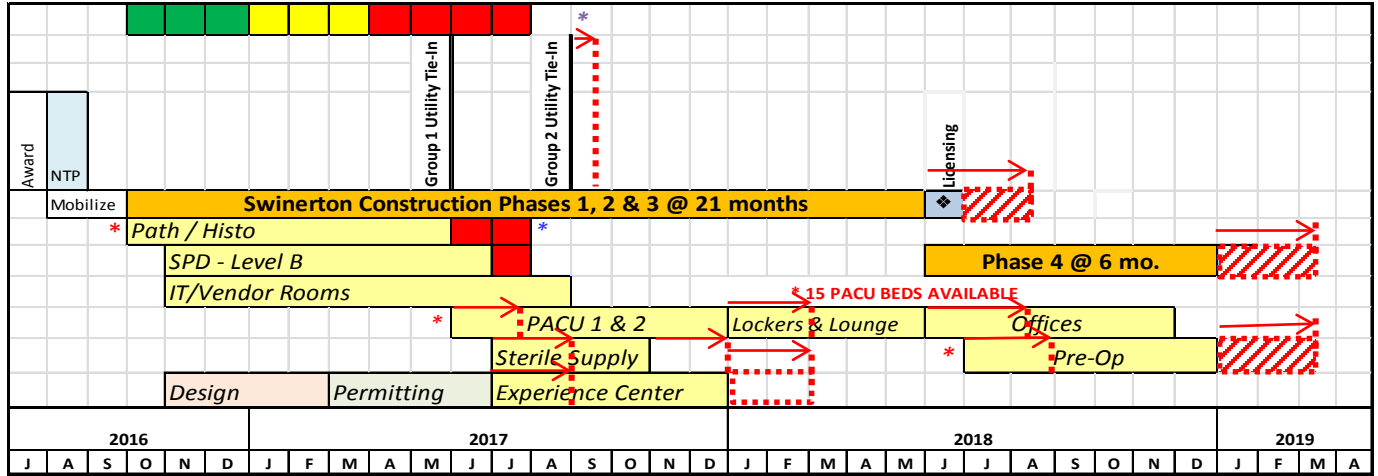 *
Award
NTP
Group 1 Utility Tie-In
Group 2 Utility Tie-In
Licensing
Mobilize
Swinerton Construction Phases 1, 2 & 3 @ 21 months
❖
* Path / Histo *
SPD - Level B
Phase 4 @ 6 mo.
IT/Vendor Rooms
* 15 PACU BEDS AVAILABLE
* PACU 1 & 2
Lockers & Lounge
Offices
Sterile Supply
* Pre-Op
Design
Permitting
Experience Center
2016 2017 2018 2019
J A S O N D J F M A M J J A S O N D J F M A M J J A S O N D J F M A